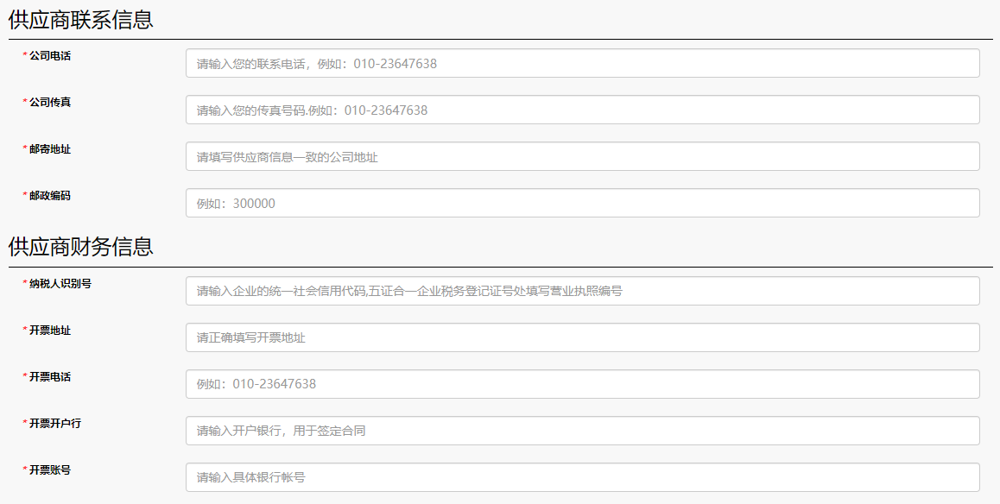 供应商联系信息
*公司电话 请输入您的联系电话，例如：010-23647638
*公司传真 请输入您的传真号码.例如：010-23647638
*邮寄地址 请填写供应商信息一致的公司地址
*邮政编码 例如：300000
供应商财务信息
*纳税人识别号 请输入企业的统一社会信用代码,五证合一企业税务登记证号处填写营业执照编号
*开票地址 请正确填写开票地址
*开票电话 例如：010-23647638
*开票开户行 请输入开户银行，用于签定合同
*开票账号 请输入具体银行帐号